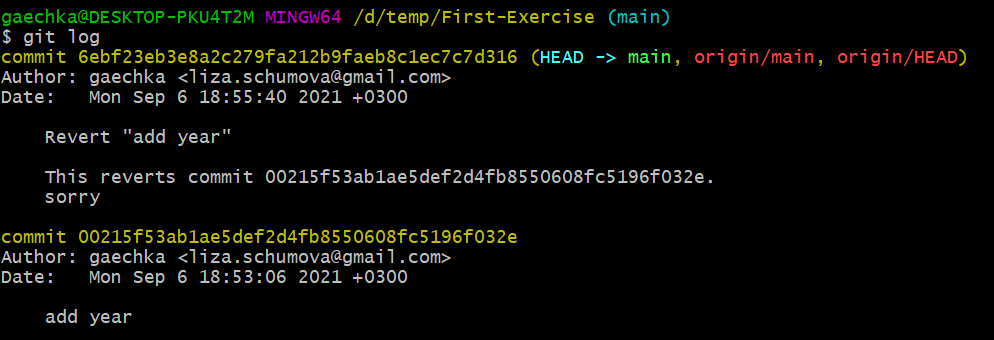 gaechka@DESKTOP-PKU4T2M MINGW64 /d/temp/First-Exercise (main)
$ git log
commit 6ebf23eb3e8a2c279fa212b9faeb8c1ec7c7d316 (HEAD -> main, origin/main, origin/HEAD)
Author: gaechka <liza.schumova@gmail.com>
Date:   Mon Sep 6 18:55:40 2021 +0300
    Revert "add year"
    This reverts commit 00215f53ab1ae5def2d4fb8550608fc5196f032e.
    sorry
commit 00215f53ab1ae5def2d4fb8550608fc5196f032e
Author: gaechka <liza.schumova@gmail.com>
Date:   Mon Sep 6 18:53:06 2021 +0300
    add year